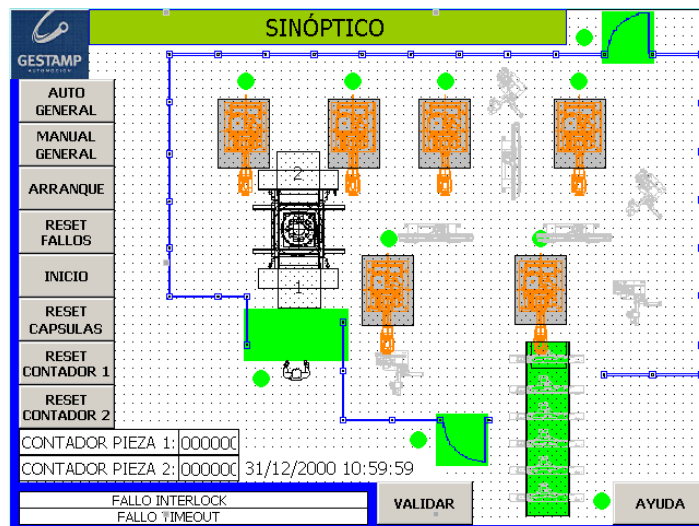 SINÓPTICO
GESTAMP
AUTOMOTIVE
AUTO
GENERAL
MANUAL
GENERAL
ARRANQUE
RESET
FALLOS
INICIO
RESET
CAPSULAS
RESET
CONTADOR 1
RESET
CONTADOR 2
2
1
CONTADOR PIEZA 1: 000000
CONTADOR PIEZA 2: 000000 31/12/2000 10:59:59
FALLO INTERLOCK
FALLO TIMEOUT
VALIDAR
AYUDA